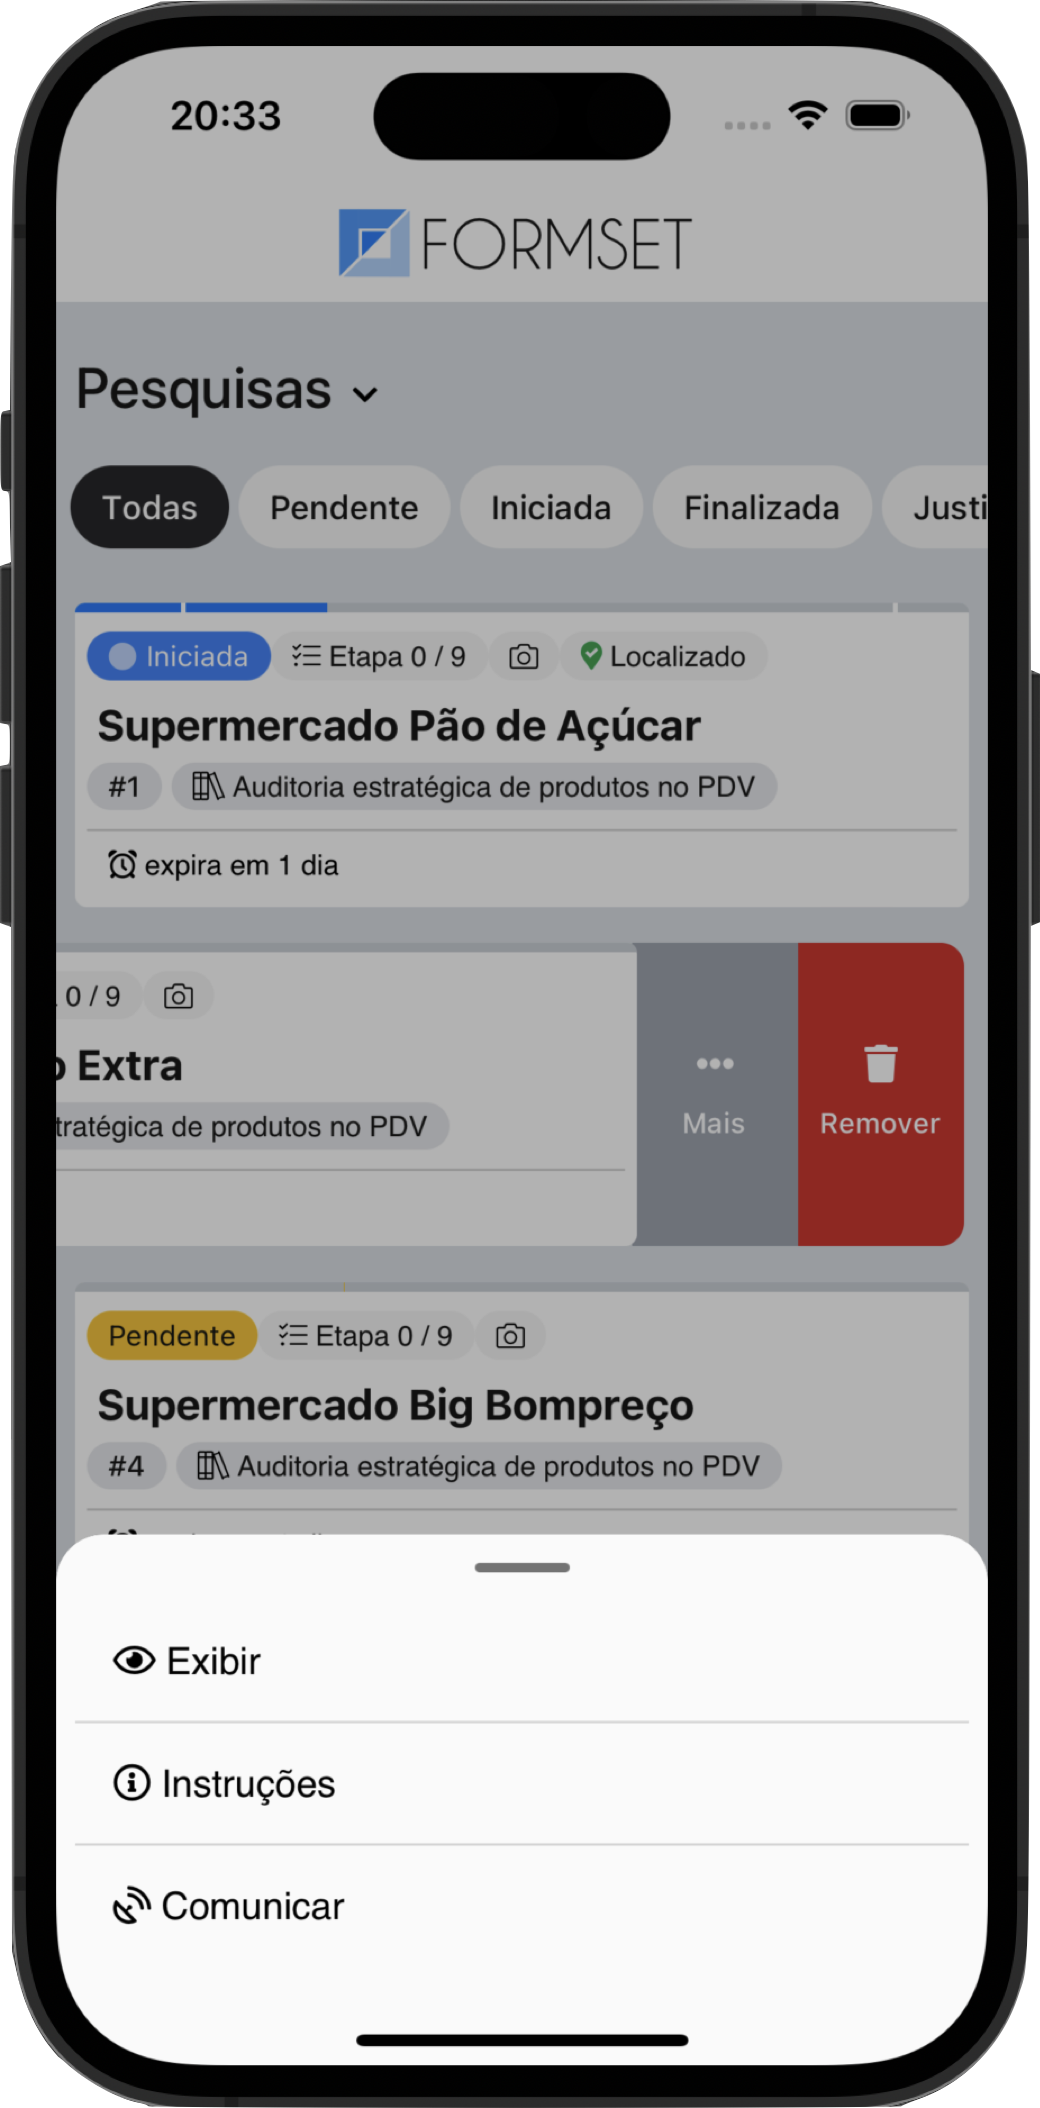 20:33
FORMSET
Pesquisas
Todas Pendente Iniciada Finalizada Justi
Iniciada Etapa 0 / 9 Localizado
Supermercado Pão de Açúcar
#1 Auditoria estratégica de produtos no PDV
expira em 1 dia
0 / 9
o Extra
tratégica de produtos no PDV
Mais Remover
Pendente Etapa 0 / 9
Supermercado Big Bompreço
#4 Auditoria estratégica de produtos no PDV
Exibir
Instruções
Comunicar